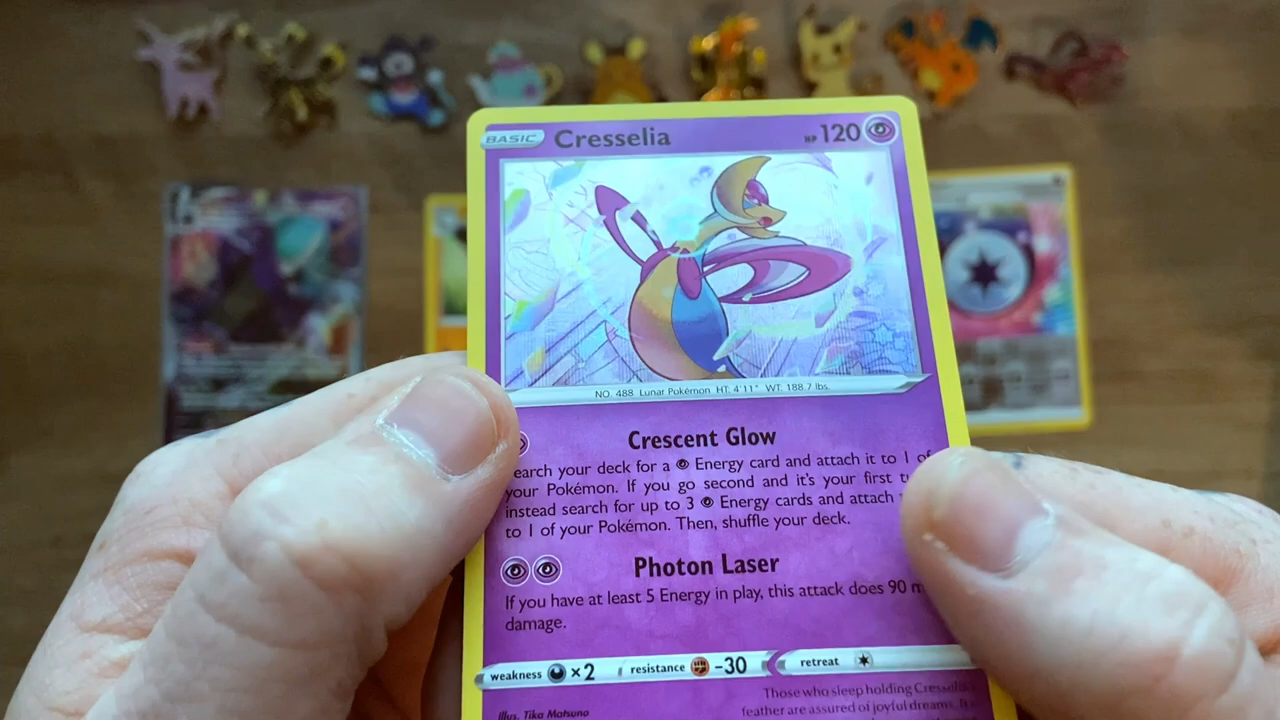 BASIC Cresselia HP 120
NO. 488 Lunar Pokémon HT: 4'11" WT: 188.7 lbs.
Crescent Glow
earch your deck for a Energy card and attach it to 1 of
your Pokémon. If you go second and it's your first
instead search for up to 3 Energy cards and attach
to 1 of your Pokémon. Then, shuffle your deck.
Photon Laser
If you have at least 5 Energy in play, this attack does 90
damage.
weakness ×2 resistance -30 retreat
Illus. Tika Matsuno
Those who sleep holding Cresselia
feather are assured of joyful dreams.